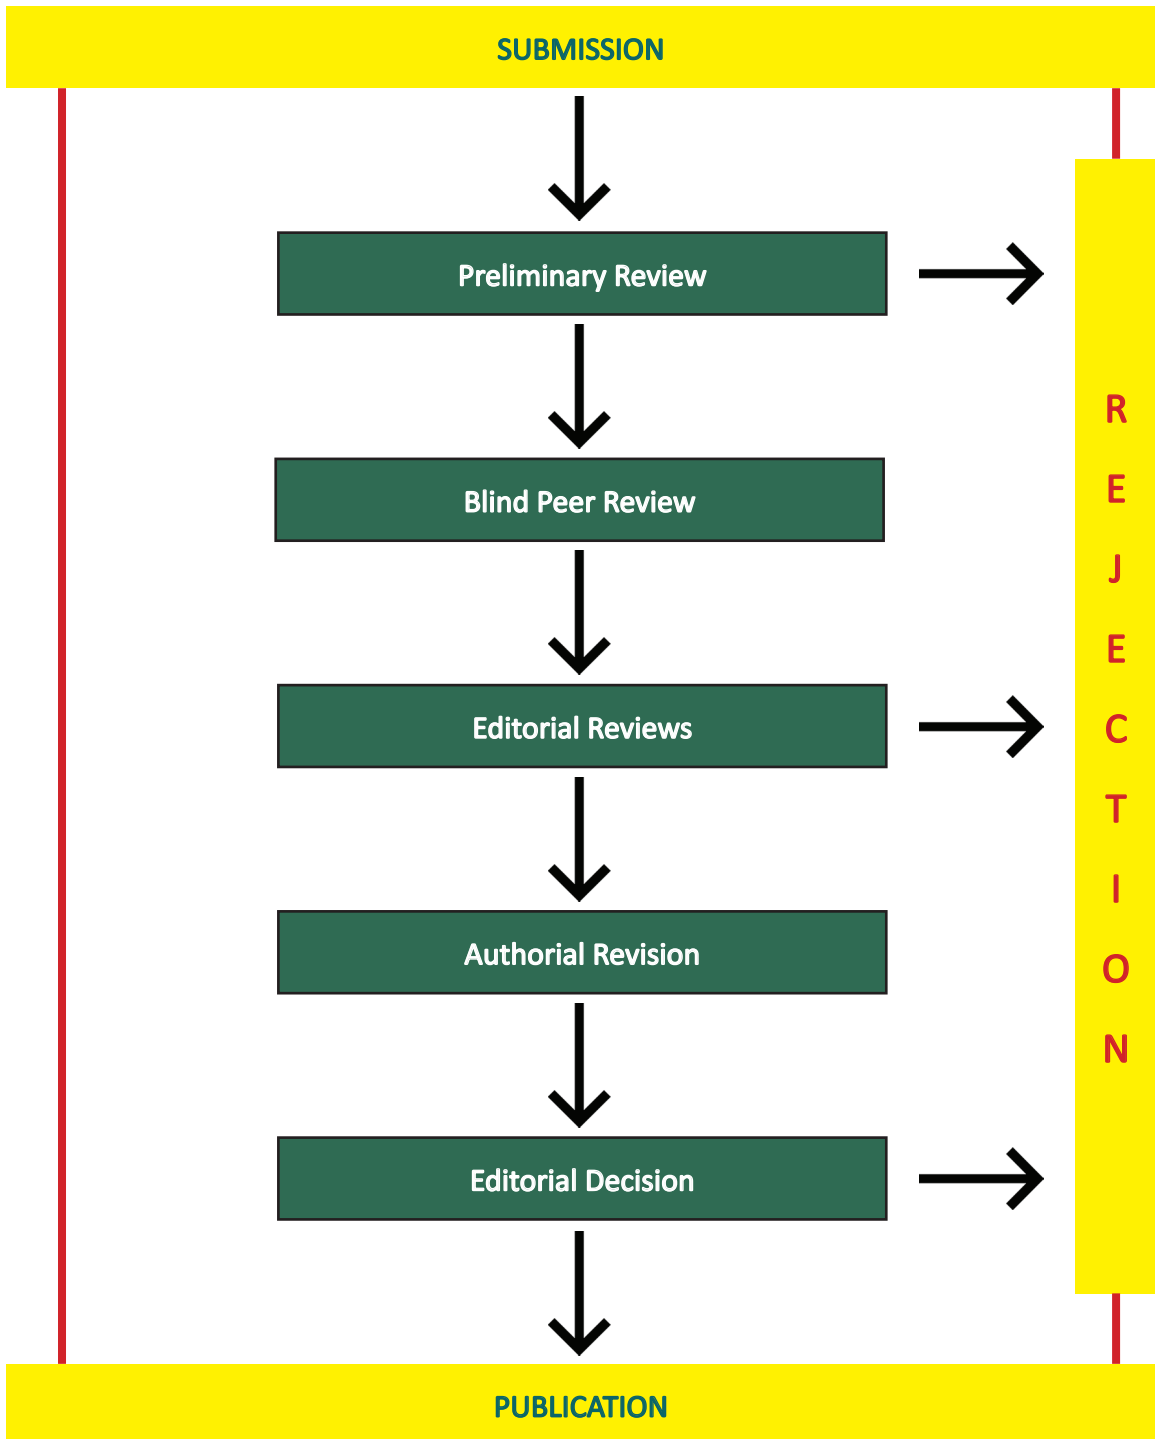 SUBMISSION
Preliminary Review
Blind Peer Review
Editorial Reviews
Authorial Revision
Editorial Decision
R
E
J
E
C
T
I
O
N
PUBLICATION